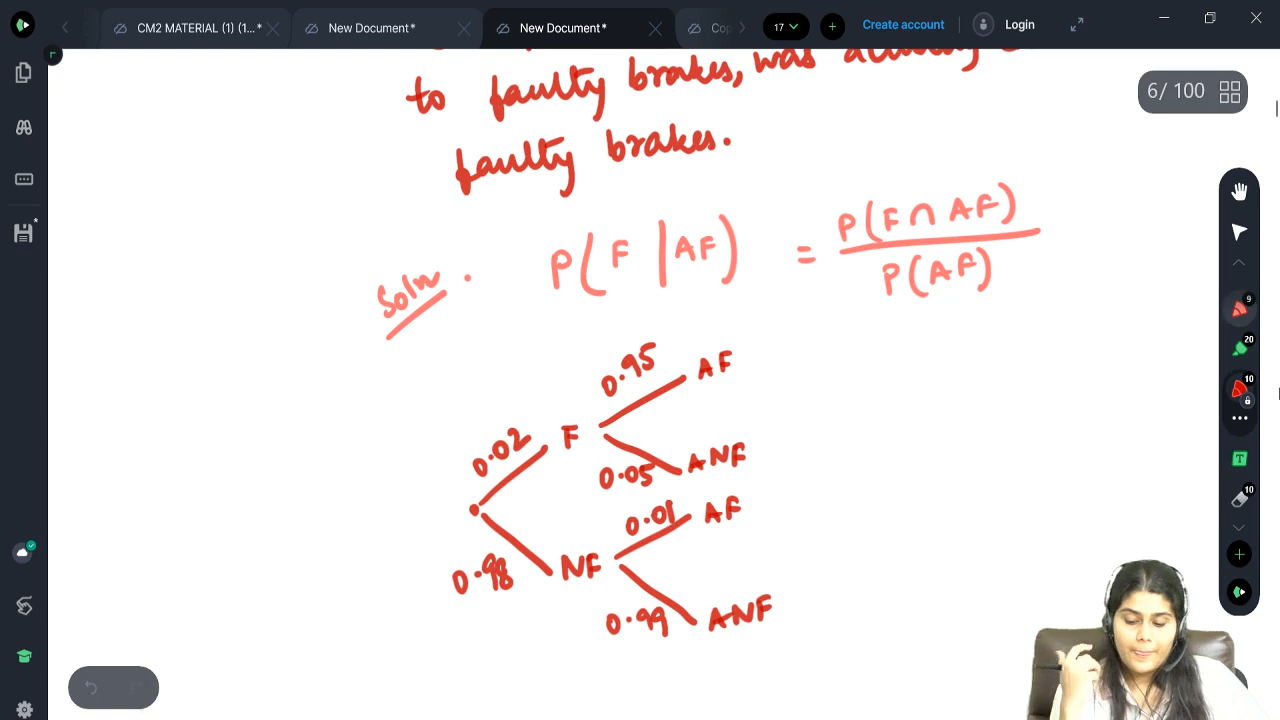 CM2 MATERIAL (1) (1...*
New Document*
New Document*
Cop
17
Create account
Login
6/ 100
to faulty brakes, was
faulty brakes.
Soln. P(F | AF) = P(F ∩ AF) / P(AF)
0.95 AF
0.02 F
0.05 ANF
0.01 AF
0.98 NF
0.99 ANF
9
20
10
T
10